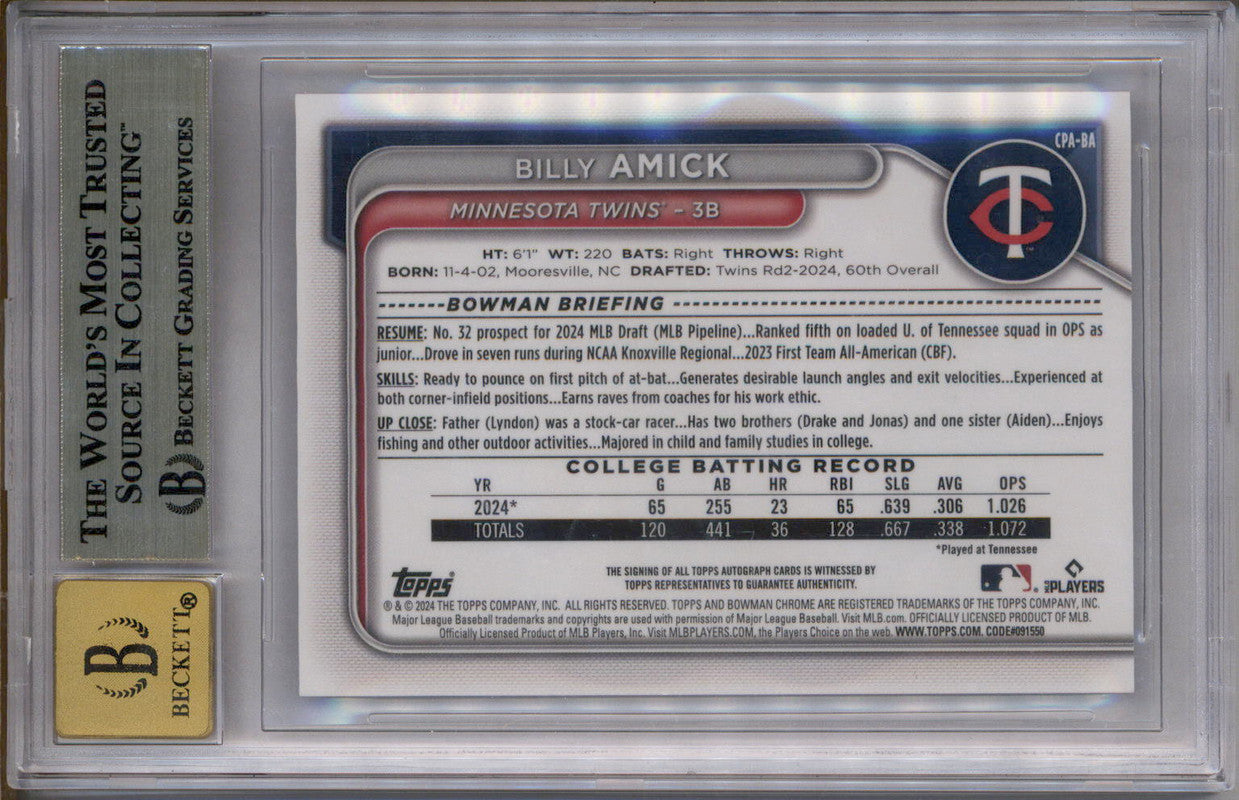 THE WORLD'S MOST TRUSTED
SOURCE IN COLLECTING™
B BECKETT GRADING SERVICES
B
BECKETT®
CPA-BA
BILLY AMICK
TC
MINNESOTA TWINS® - 3B
HT: 6'1" WT: 220 BATS: Right THROWS: Right
BORN: 11-4-02, Mooresville, NC DRAFTED: Twins Rd2-2024, 60th Overall
BOWMAN BRIEFING
RESUME: No. 32 prospect for 2024 MLB Draft (MLB Pipeline)...Ranked fifth on loaded U. of Tennessee squad in OPS as
junior...Drove in seven runs during NCAA Knoxville Regional...2023 First Team All-American (CBF).
SKILLS: Ready to pounce on first pitch of at-bat...Generates desirable launch angles and exit velocities...Experienced at
both corner-infield positions...Earns raves from coaches for his work ethic.
UP CLOSE: Father (Lyndon) was a stock-car racer...Has two brothers (Drake and Jonas) and one sister (Aiden)...Enjoys
fishing and other outdoor activities...Majored in child and family studies in college.
COLLEGE BATTING RECORD
YR G AB HR RBI SLG AVG OPS
2024* 65 255 23 65 .639 .306 1.026
TOTALS 120 441 36 128 .667 .338 1.072
*Played at Tennessee
topps®
THE SIGNING OF ALL TOPPS AUTOGRAPH CARDS IS WITNESSED BY
TOPPS REPRESENTATIVES TO GUARANTEE AUTHENTICITY.
MLB PLAYERS
® & © 2024 THE TOPPS COMPANY, INC. ALL RIGHTS RESERVED. TOPPS AND BOWMAN CHROME ARE REGISTERED TRADEMARKS OF THE TOPPS COMPANY, INC.
Major League Baseball trademarks and copyrights are used with permission of Major League Baseball. Visit MLB.com. OFFICIALLY LICENSED PRODUCT OF MLB.
Officially Licensed Product of MLB Players, Inc. Visit MLBPLAYERS.COM, the Players Choice on the web. WWW.TOPPS.COM. CODE#091550